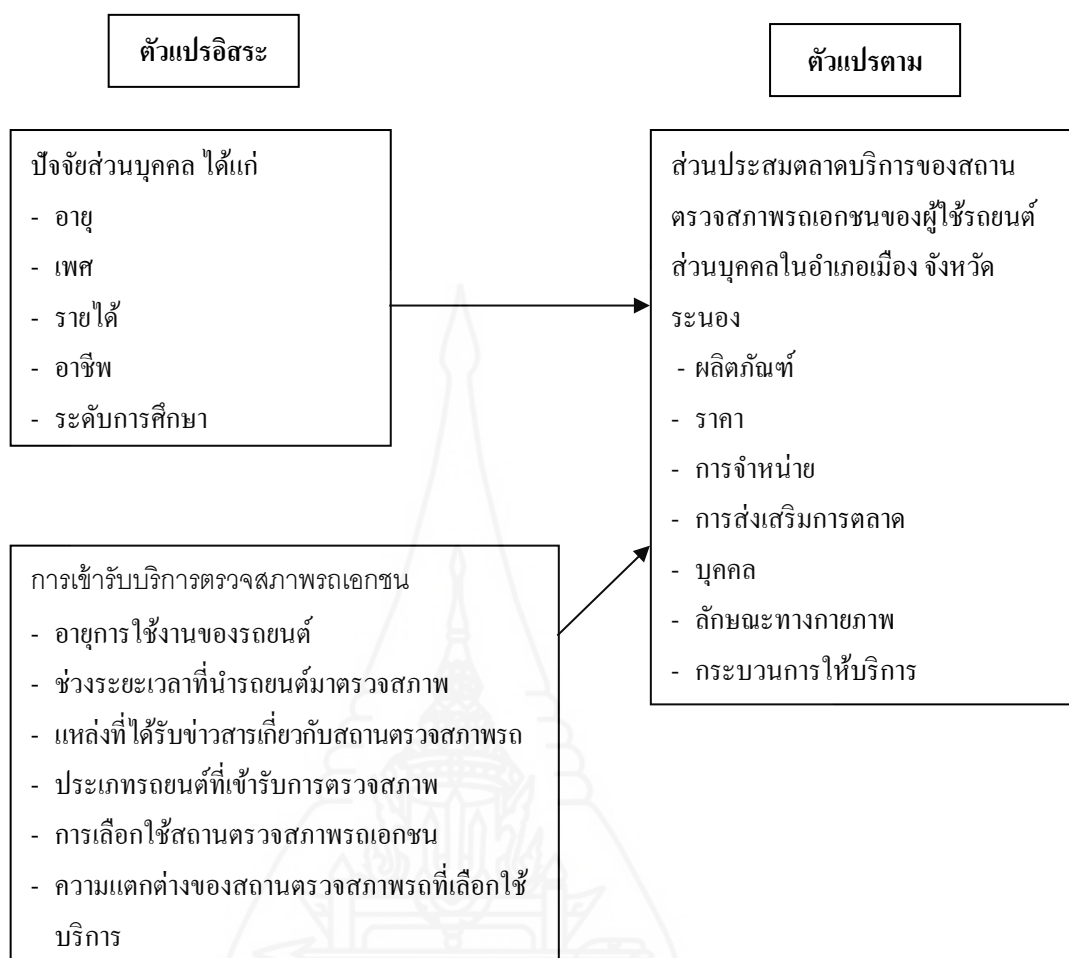 ตัวแปรอิสระ
ตัวแปรตาม
ปัจจัยส่วนบุคคล ได้แก่
- อายุ
- เพศ
- รายได้
- อาชีพ
- ระดับการศึกษา
การเข้ารับบริการตรวจสภาพรถเอกชน
- อายุการใช้งานของรถยนต์
- ช่วงระยะเวลาที่นำรถยนต์มาตรวจสภาพ
- แหล่งที่ได้รับข่าวสารเกี่ยวกับสถานตรวจสภาพรถ
- ประเภทรถยนต์ที่เข้ารับการตรวจสภาพ
- การเลือกใช้สถานตรวจสภาพรถเอกชน
- ความแตกต่างของสถานตรวจสภาพรถที่เลือกใช้
บริการ
ส่วนประสมตลาดบริการของสถาน
ตรวจสภาพรถเอกชนของผู้ใช้รถยนต์
ส่วนบุคคลในอำเภอเมือง จังหวัด
ระนอง
- ผลิตภัณฑ์
- ราคา
- การจำหน่าย
- การส่งเสริมการตลาด
- บุคคล
- ลักษณะทางกายภาพ
- กระบวนการให้บริการ